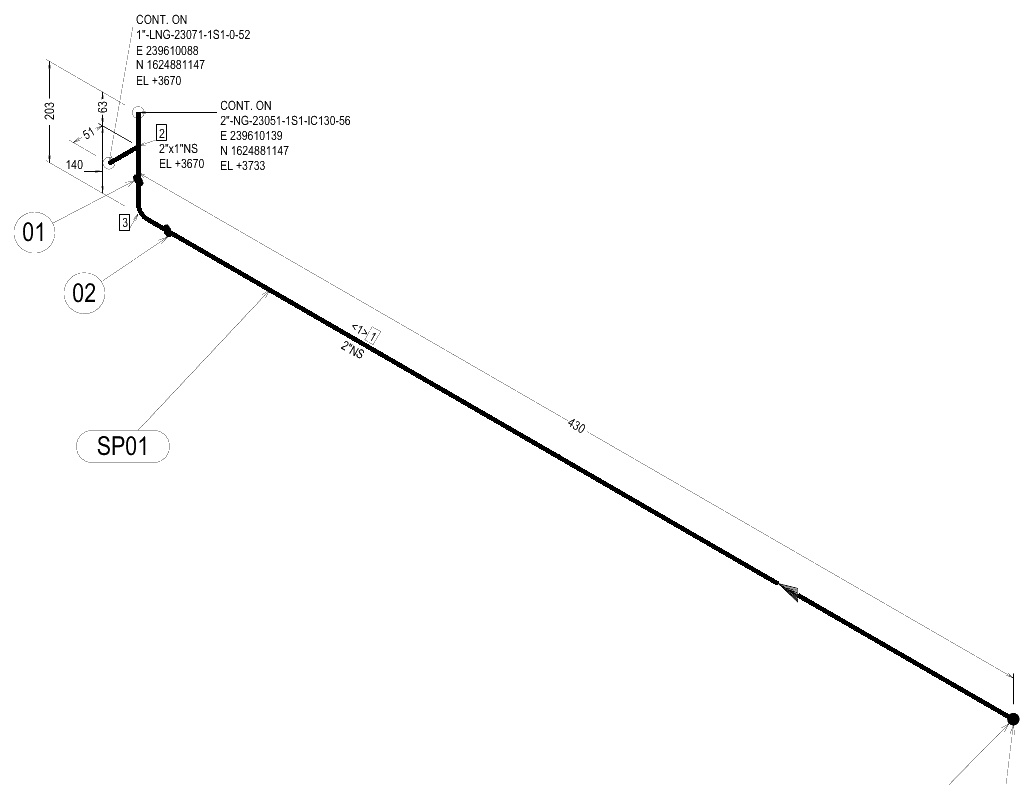 CONT. ON
1"-LNG-23071-1S1-0-52
E 239610088
N 1624881147
EL +3670
CONT. ON
2"-NG-23051-1S1-IC130-56
E 239610139
N 1624881147
EL +3733
203
63
51
2
2"x1"NS
EL +3670
140
3
01
02
<1>1
2"NS
430
SP01